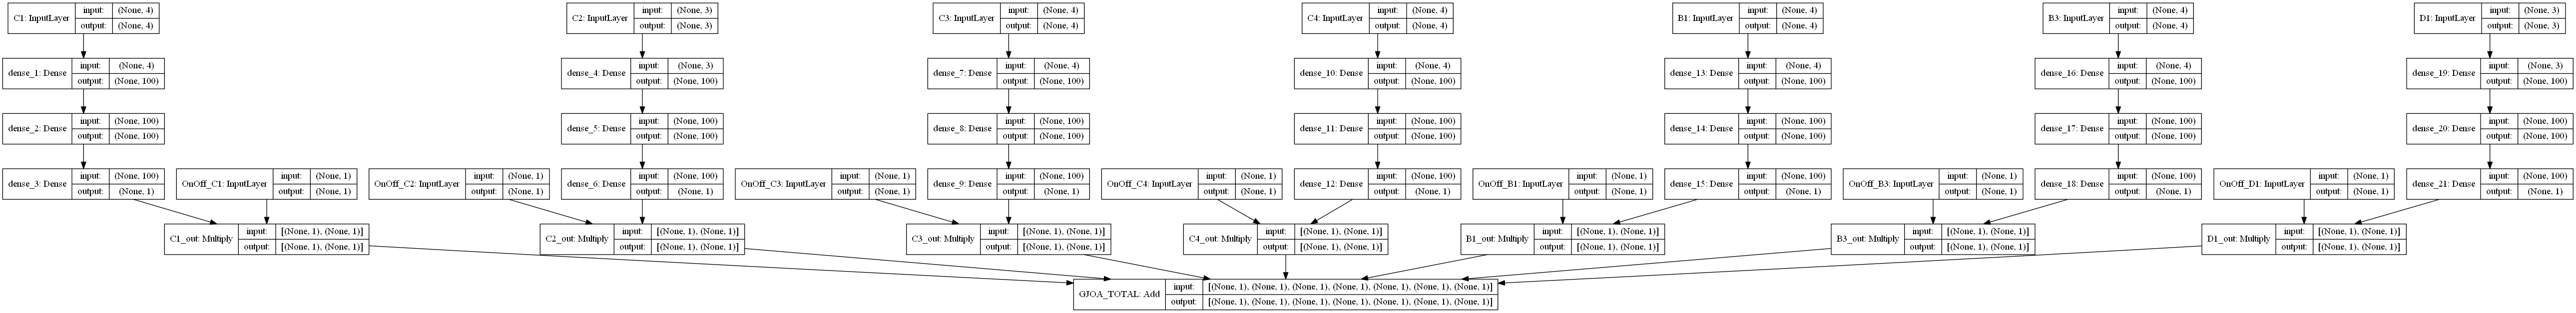 C1: InputLayer input: (None, 4)
output: (None, 4)
C2: InputLayer input: (None, 3)
output: (None, 3)
C3: InputLayer input: (None, 4)
output: (None, 4)
C4: InputLayer input: (None, 4)
output: (None, 4)
B1: InputLayer input: (None, 4)
output: (None, 4)
B3: InputLayer input: (None, 4)
output: (None, 4)
D1: InputLayer input: (None, 3)
output: (None, 3)
dense_1: Dense input: (None, 4)
output: (None, 100)
dense_4: Dense input: (None, 3)
output: (None, 100)
dense_7: Dense input: (None, 4)
output: (None, 100)
dense_10: Dense input: (None, 4)
output: (None, 100)
dense_13: Dense input: (None, 4)
output: (None, 100)
dense_16: Dense input: (None, 4)
output: (None, 100)
dense_19: Dense input: (None, 3)
output: (None, 100)
dense_2: Dense input: (None, 100)
output: (None, 100)
dense_5: Dense input: (None, 100)
output: (None, 100)
dense_8: Dense input: (None, 100)
output: (None, 100)
dense_11: Dense input: (None, 100)
output: (None, 100)
dense_14: Dense input: (None, 100)
output: (None, 100)
dense_17: Dense input: (None, 100)
output: (None, 100)
dense_20: Dense input: (None, 100)
output: (None, 100)
dense_3: Dense input: (None, 100)
output: (None, 1)
OnOff_C1: InputLayer input: (None, 1)
output: (None, 1)
OnOff_C2: InputLayer input: (None, 1)
output: (None, 1)
dense_6: Dense input: (None, 100)
output: (None, 1)
OnOff_C3: InputLayer input: (None, 1)
output: (None, 1)
dense_9: Dense input: (None, 100)
output: (None, 1)
OnOff_C4: InputLayer input: (None, 1)
output: (None, 1)
dense_12: Dense input: (None, 100)
output: (None, 1)
OnOff_B1: InputLayer input: (None, 1)
output: (None, 1)
dense_15: Dense input: (None, 100)
output: (None, 1)
OnOff_B3: InputLayer input: (None, 1)
output: (None, 1)
dense_18: Dense input: (None, 100)
output: (None, 1)
OnOff_D1: InputLayer input: (None, 1)
output: (None, 1)
dense_21: Dense input: (None, 100)
output: (None, 1)
C1_out: Multiply input: [(None, 1), (None, 1)]
output: [(None, 1), (None, 1)]
C2_out: Multiply input: [(None, 1), (None, 1)]
output: [(None, 1), (None, 1)]
C3_out: Multiply input: [(None, 1), (None, 1)]
output: [(None, 1), (None, 1)]
C4_out: Multiply input: [(None, 1), (None, 1)]
output: [(None, 1), (None, 1)]
B1_out: Multiply input: [(None, 1), (None, 1)]
output: [(None, 1), (None, 1)]
B3_out: Multiply input: [(None, 1), (None, 1)]
output: [(None, 1), (None, 1)]
D1_out: Multiply input: [(None, 1), (None, 1)]
output: [(None, 1), (None, 1)]
GJOA_TOTAL: Add input: [(None, 1), (None, 1), (None, 1), (None, 1), (None, 1), (None, 1), (None, 1)]
output: [(None, 1), (None, 1), (None, 1), (None, 1), (None, 1), (None, 1), (None, 1)]